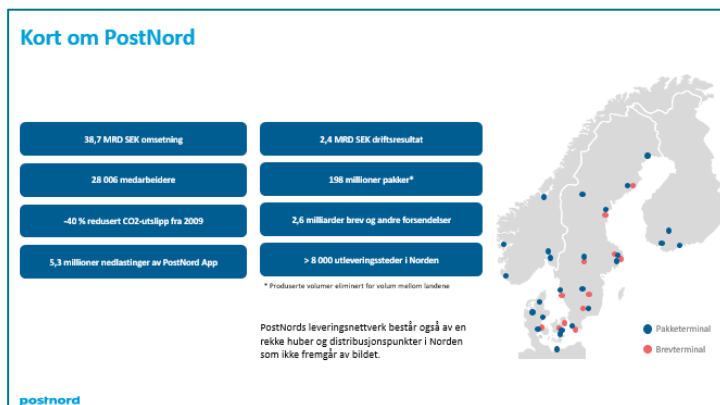 Kort om PostNord
38,7 MRD SEK omsetning
2,4 MRD SEK driftsresultat
28 006 medarbeidere
198 millioner pakker*
-40 % redusert CO2-utslipp fra 2009
2,6 milliarder brev og andre forsendelser
5,3 millioner nedlastinger av PostNord App
> 8 000 utleveringssteder i Norden
* Produserte volumer eliminert for volum mellom landene
PostNords leveringsnettverk består også av en
rekke huber og distribusjonspunkter i Norden
som ikke fremgår av bildet.
Pakketerminal
Brevterminal
postnord